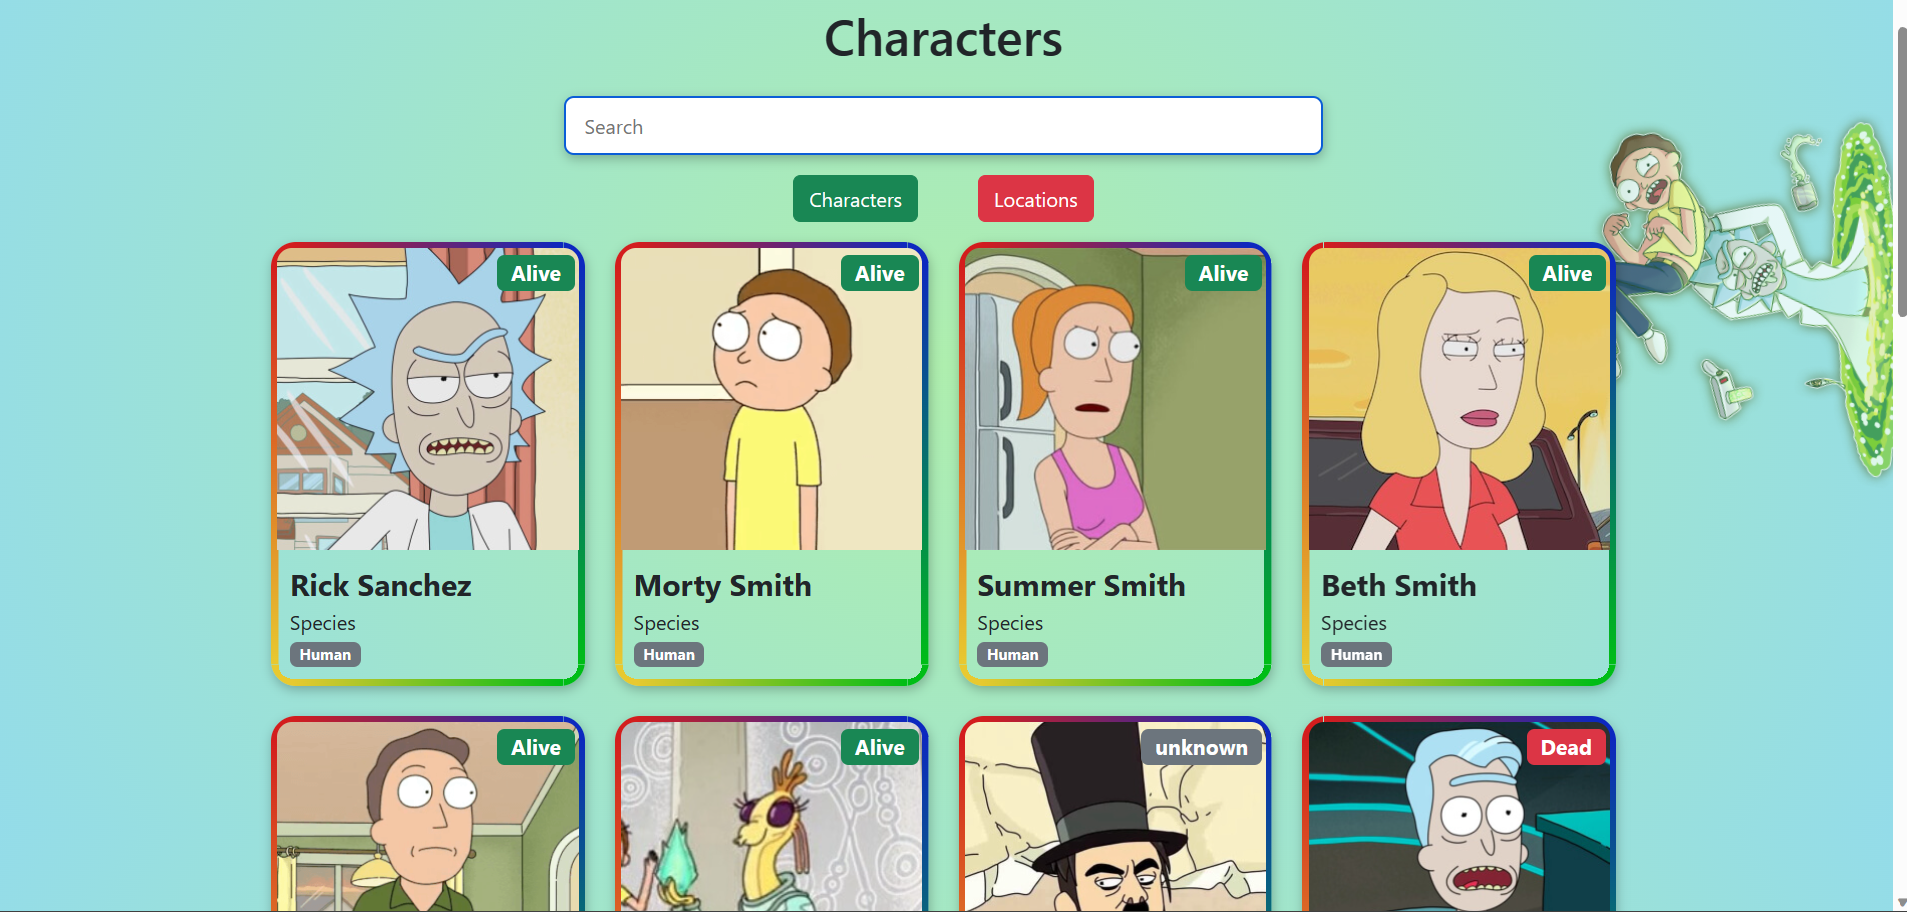 Characters
Search
Characters
Locations
Alive
Alive
Alive
Alive
Rick Sanchez
Species
Human
Morty Smith
Species
Human
Summer Smith
Species
Human
Beth Smith
Species
Human
Alive
Alive
unknown
Dead